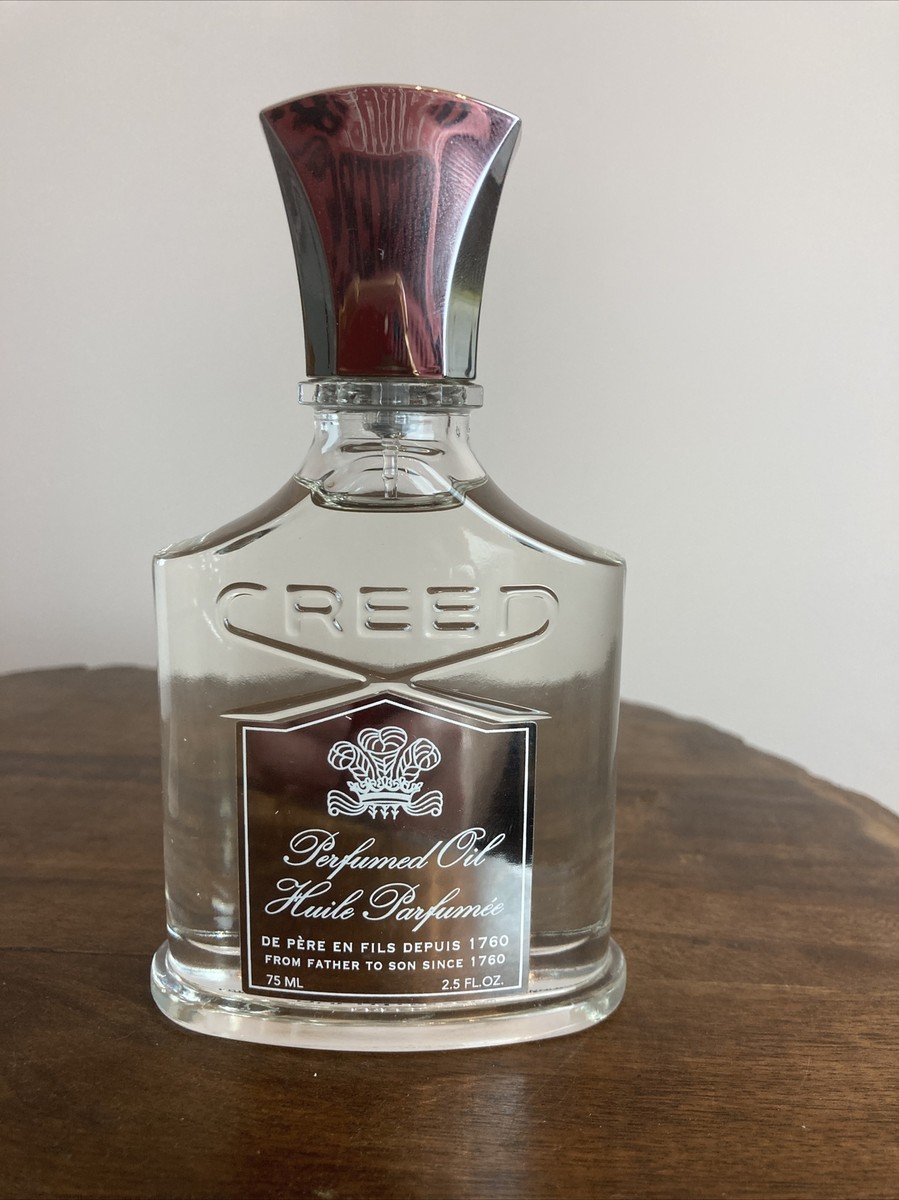 CREED
Perfumed Oil
Huile Parfumée
DE PÈRE EN FILS DEPUIS 1760
FROM FATHER TO SON SINCE 1760
75 ML 2.5 FL.OZ.